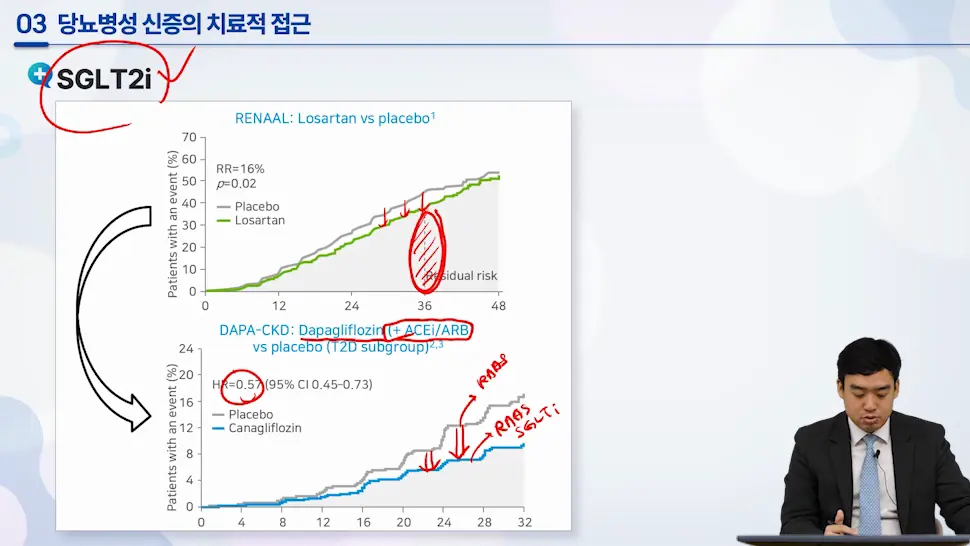 03 당뇨병성 신증의 치료적 접근
SGLT2i
RENAAL: Losartan vs placebo1
Patients with an event (%)
70
60
50
40
30
20
10
0
RR=16%
p=0.02
Placebo
Losartan
Residual risk
0 12 24 36 48
DAPA-CKD: Dapagliflozin (+ ACEi/ARB)
vs placebo (T2D subgroup)2,3
Patients with an event (%)
24
20
16
12
8
4
0
HR=0.57 (95% CI 0.45–0.73)
Placebo
Canagliflozin
RAAS
RAAS
SGLTi
0 4 8 12 16 20 24 28 32